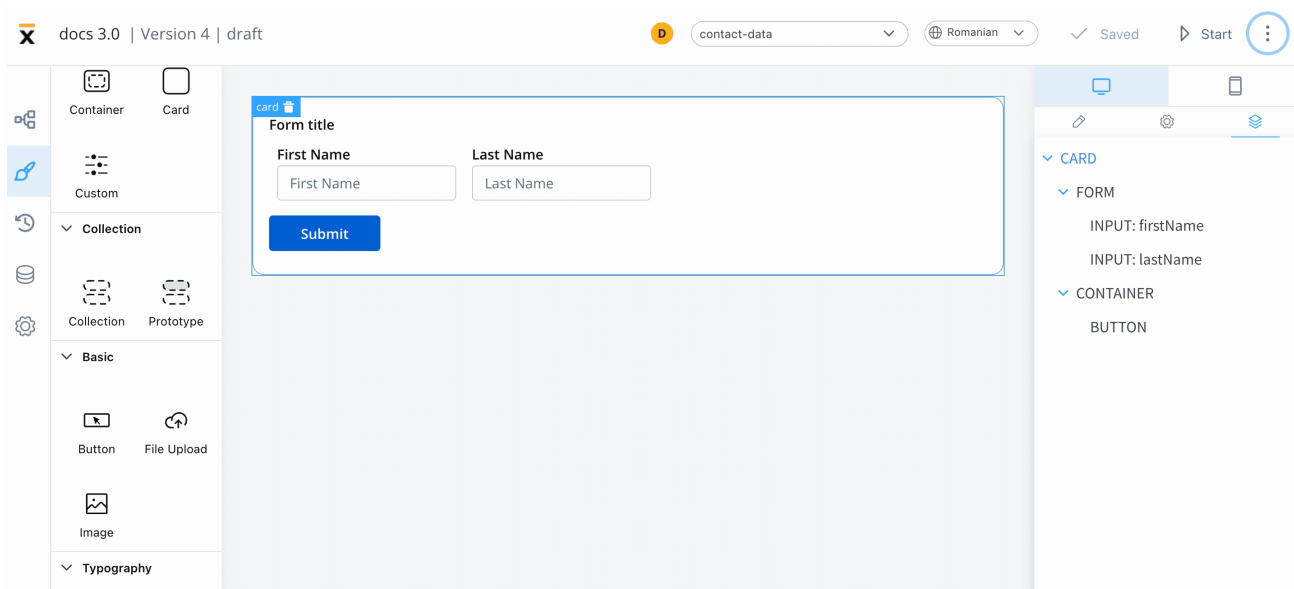 docs 3.0 | Version 4 | draft
D
contact-data
Romanian
Saved
Start
Container
Card
Custom
Collection
Collection
Prototype
Basic
Button
File Upload
Image
Typography
card
Form title
First Name
Last Name
First Name
Last Name
Submit
CARD
FORM
INPUT: firstName
INPUT: lastName
CONTAINER
BUTTON